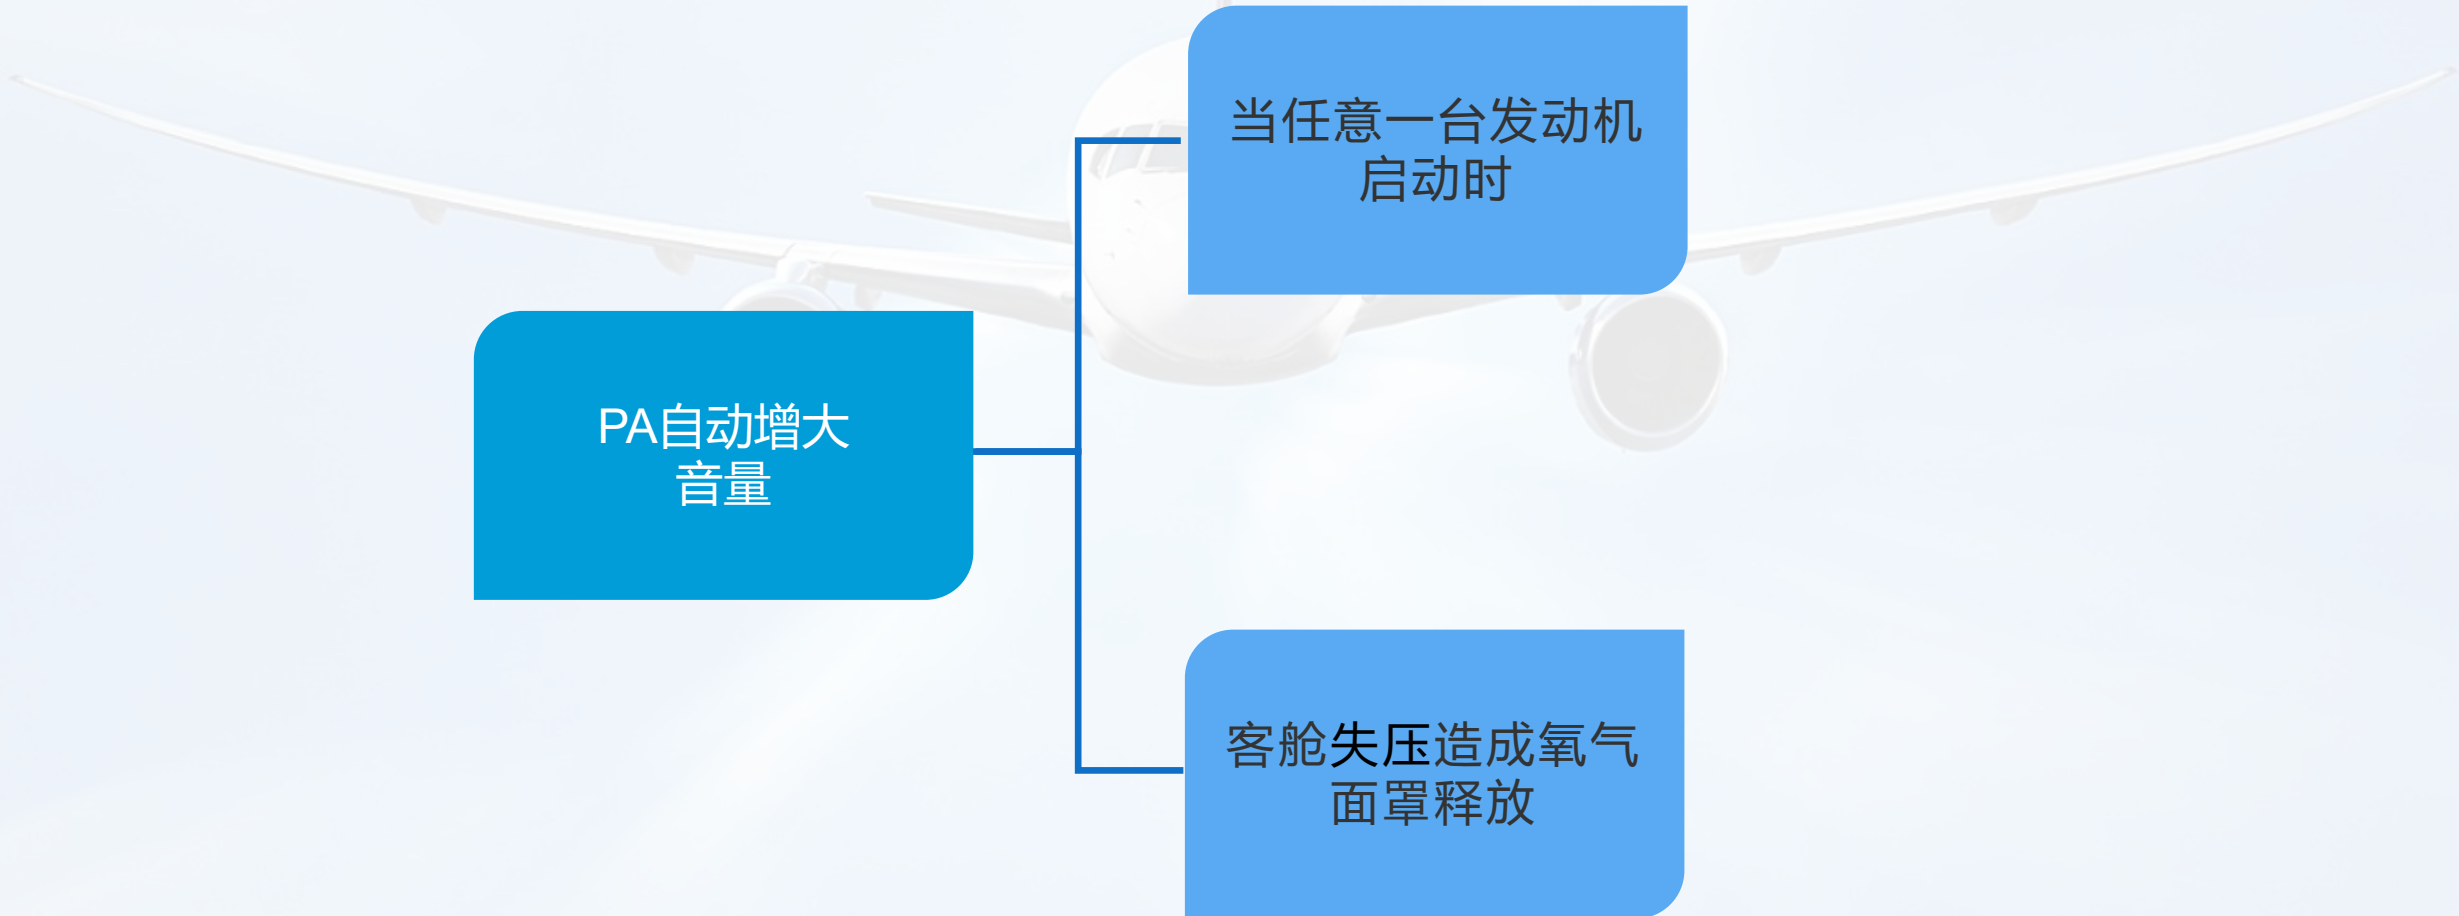 当任意一台发动机
启动时
PA自动增大
音量
客舱失压造成氧气
面罩释放